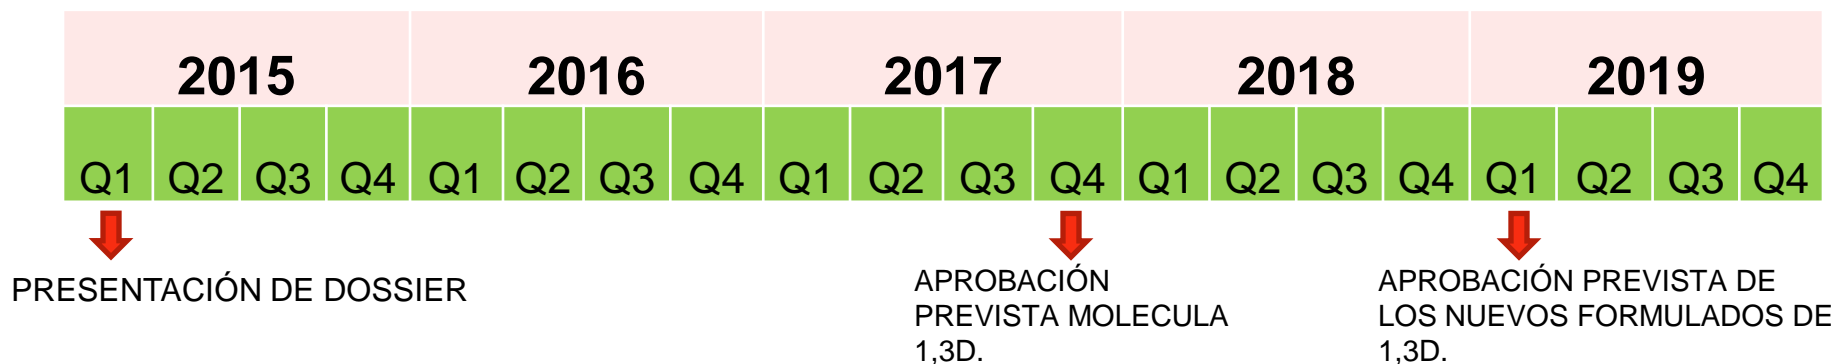 2015 2016 2017 2018 2019
Q1 Q2 Q3 Q4 Q1 Q2 Q3 Q4 Q1 Q2 Q3 Q4 Q1 Q2 Q3 Q4 Q1 Q2 Q3 Q4
PRESENTACIÓN DE DOSSIER
APROBACIÓN
PREVISTA MOLECULA
1,3D.
APROBACIÓN PREVISTA DE
LOS NUEVOS FORMULADOS DE
1,3D.